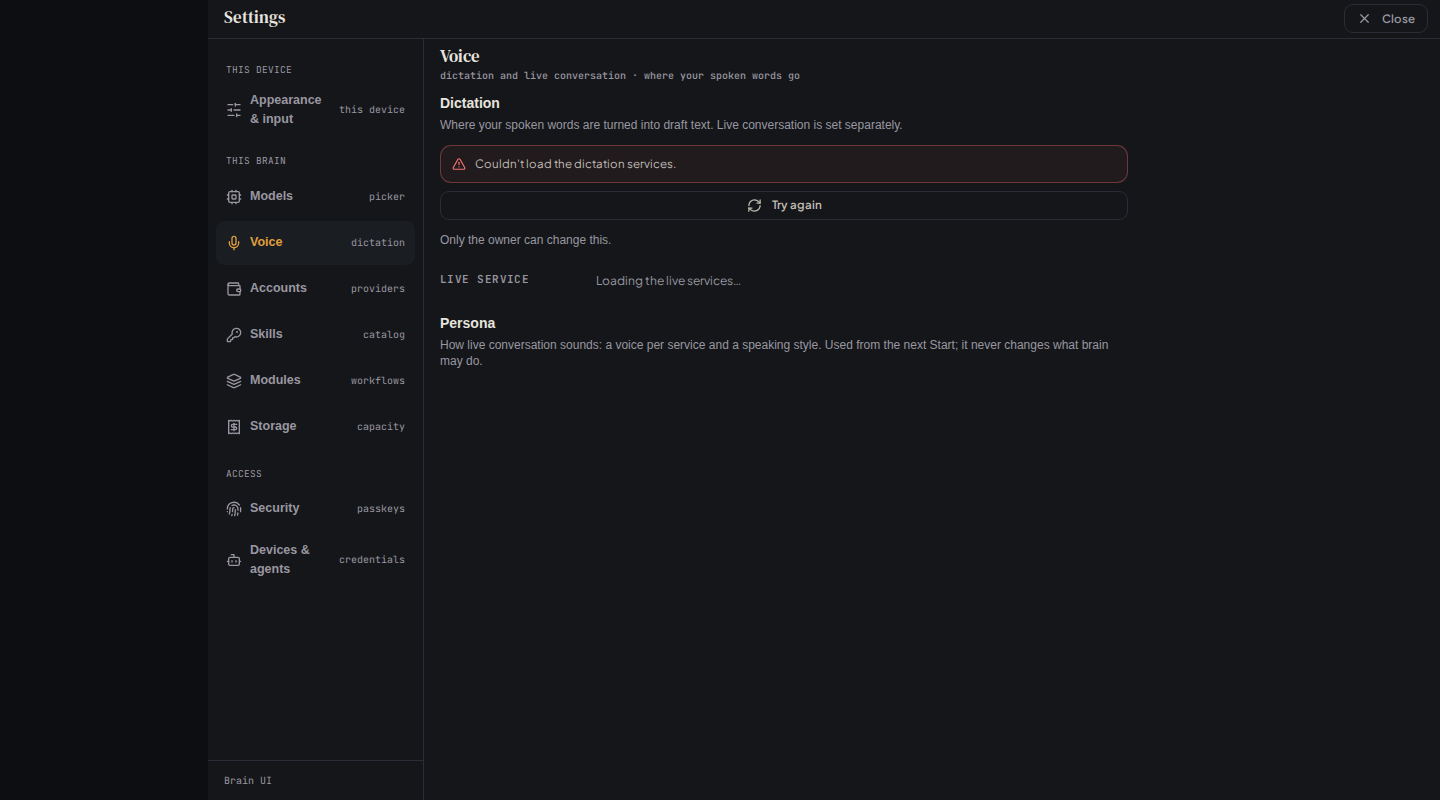 Settings
Close
THIS DEVICE
Appearance
& input
this device
THIS BRAIN
Models
picker
Voice
dictation
Accounts
providers
Skills
catalog
Modules
workflows
Storage
capacity
ACCESS
Security
passkeys
Devices &
agents
credentials
Brain UI
Voice
dictation and live conversation · where your spoken words go
Dictation
Where your spoken words are turned into draft text. Live conversation is set separately.
Couldn't load the dictation services.
Try again
Only the owner can change this.
LIVE SERVICE
Loading the live services…
Persona
How live conversation sounds: a voice per service and a speaking style. Used from the next Start; it never changes what brain
may do.